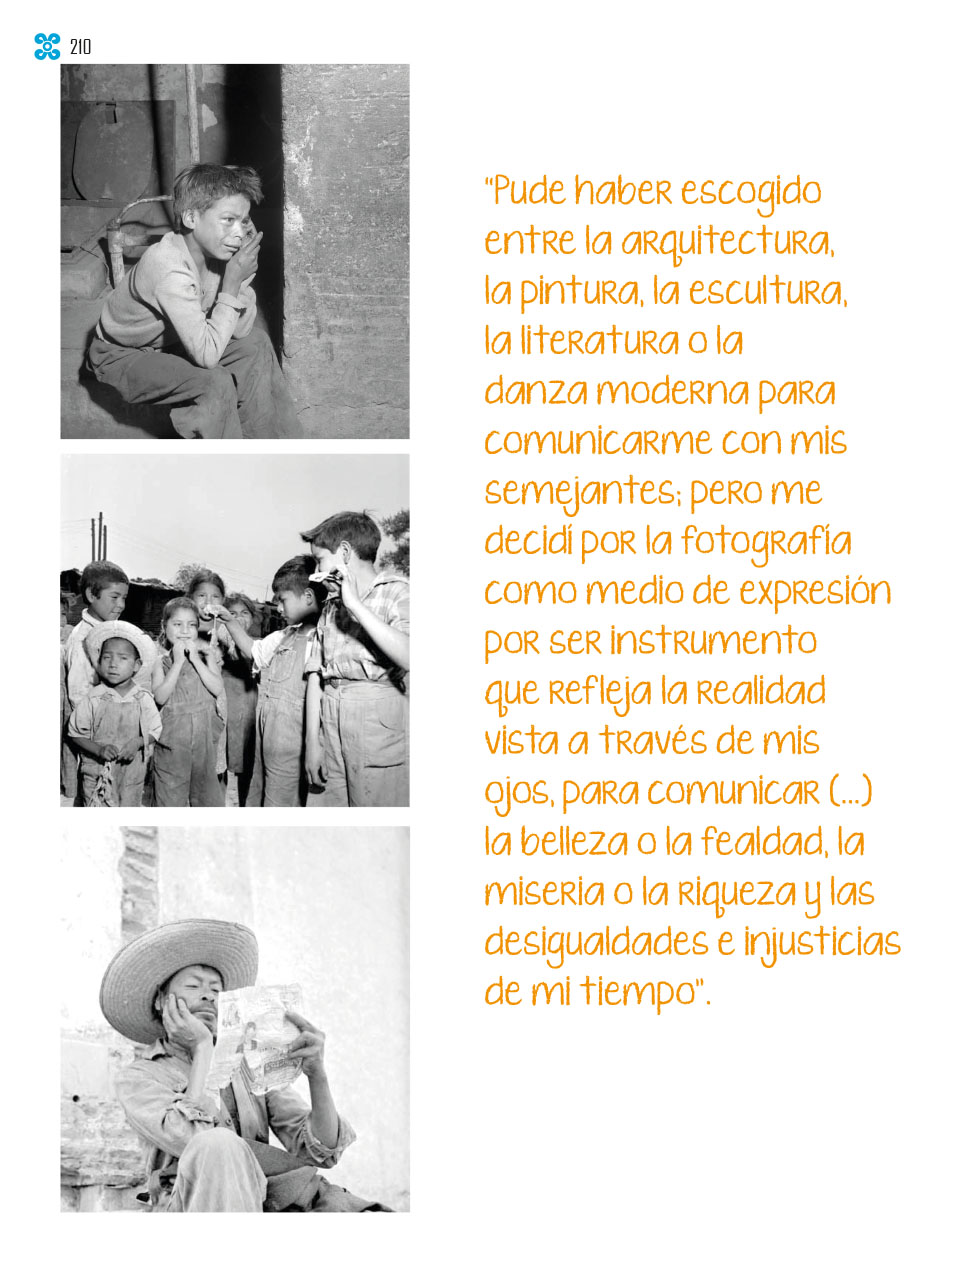 210
"Pude haber escogido
entre la arquitectura,
la pintura, la escultura,
la literatura o la
danza moderna para
comunicarme con mis
semejantes; pero me
decidí por la fotografía
como medio de expresión
por ser instrumento
que refleja la realidad
vista a través de mis
ojos, para comunicar (...)
la belleza o la fealdad, la
miseria o la riqueza y las
desigualdades e injusticias
de mi tiempo".